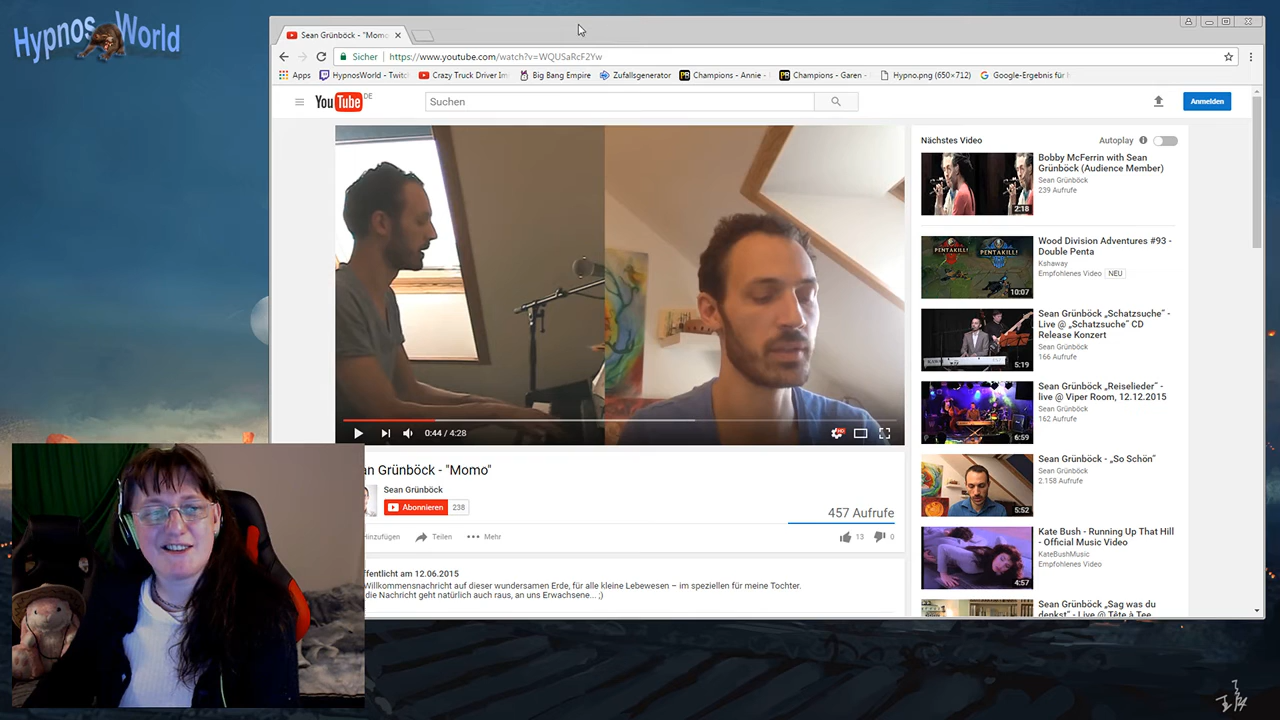 Hypnos World
Sean Grünböck - "Momo
Sicher
https://www.youtube.com/watch?v=WQUSaRcF2Yw
Apps
HypnosWorld - Twitc
Crazy Truck Driver Im
Big Bang Empire
Zufallsgenerator
Champions - Annie -
Champions - Garen -
Hypno.png (650×712)
Google-Ergebnis für h
YouTube DE
Suchen
Anmelden
Nächstes Video
Autoplay
Bobby McFerrin with Sean
Grünböck (Audience Member)
Sean Grünböck
239 Aufrufe
2:18
Wood Division Adventures #93 -
Double Penta
Kshaway
Empfohlenes Video NEU
PENTAKILL! PENTAKILL!
10:07
Sean Grünböck „Schatzsuche" -
Live @ „Schatzsuche" CD
Release Konzert
Sean Grünböck
166 Aufrufe
5:19
Sean Grünböck „Reiselieder" -
live @ Viper Room, 12.12.2015
Sean Grünböck
162 Aufrufe
6:59
Sean Grünböck - „So Schön"
Sean Grünböck
2.158 Aufrufe
5:52
Kate Bush - Running Up That Hill
- Official Music Video
KateBushMusic
Empfohlenes Video
4:57
Sean Grünböck „Sag was du
denkst" - Live @ Tête à Tee
0:44 / 4:28
HD
an Grünböck - "Momo"
Sean Grünböck
Abonnieren 238
457 Aufrufe
Hinzufügen
Teilen
Mehr
13
0
ffentlicht am 12.06.2015
Willkommensnachricht auf dieser wundersamen Erde, für alle kleine Lebewesen – im speziellen für meine Tochter.
die Nachricht geht natürlich auch raus, an uns Erwachsene... ;)